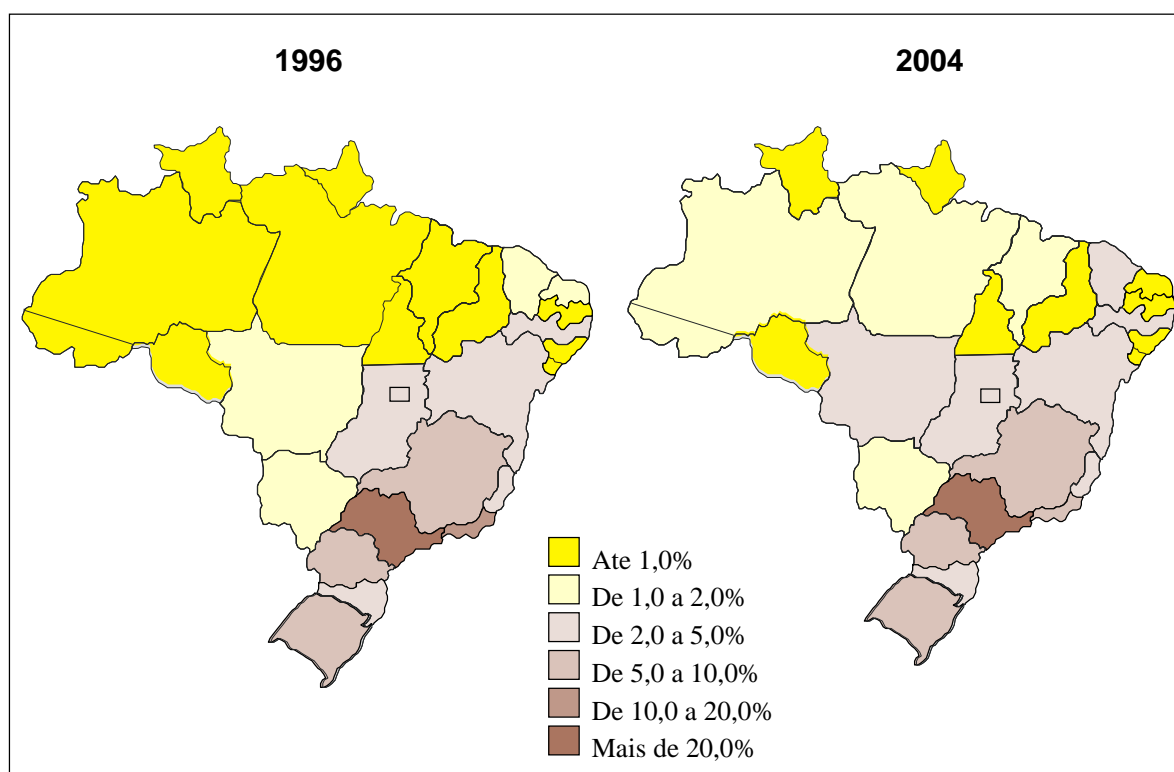 1996
2004
Ate 1,0%
De 1,0 a 2,0%
De 2,0 a 5,0%
De 5,0 a 10,0%
De 10,0 a 20,0%
Mais de 20,0%